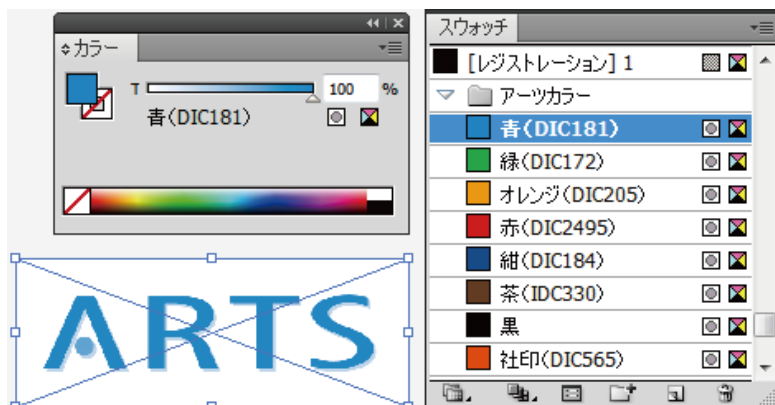 カラー
T 100 %
青(DIC181)
ARTS
スウォッチ
[レジストレーション] 1
アーツカラー
青(DIC181)
緑(DIC172)
オレンジ(DIC205)
赤(DIC2495)
紺(DIC184)
茶(IDC330)
黒
社印(DIC565)